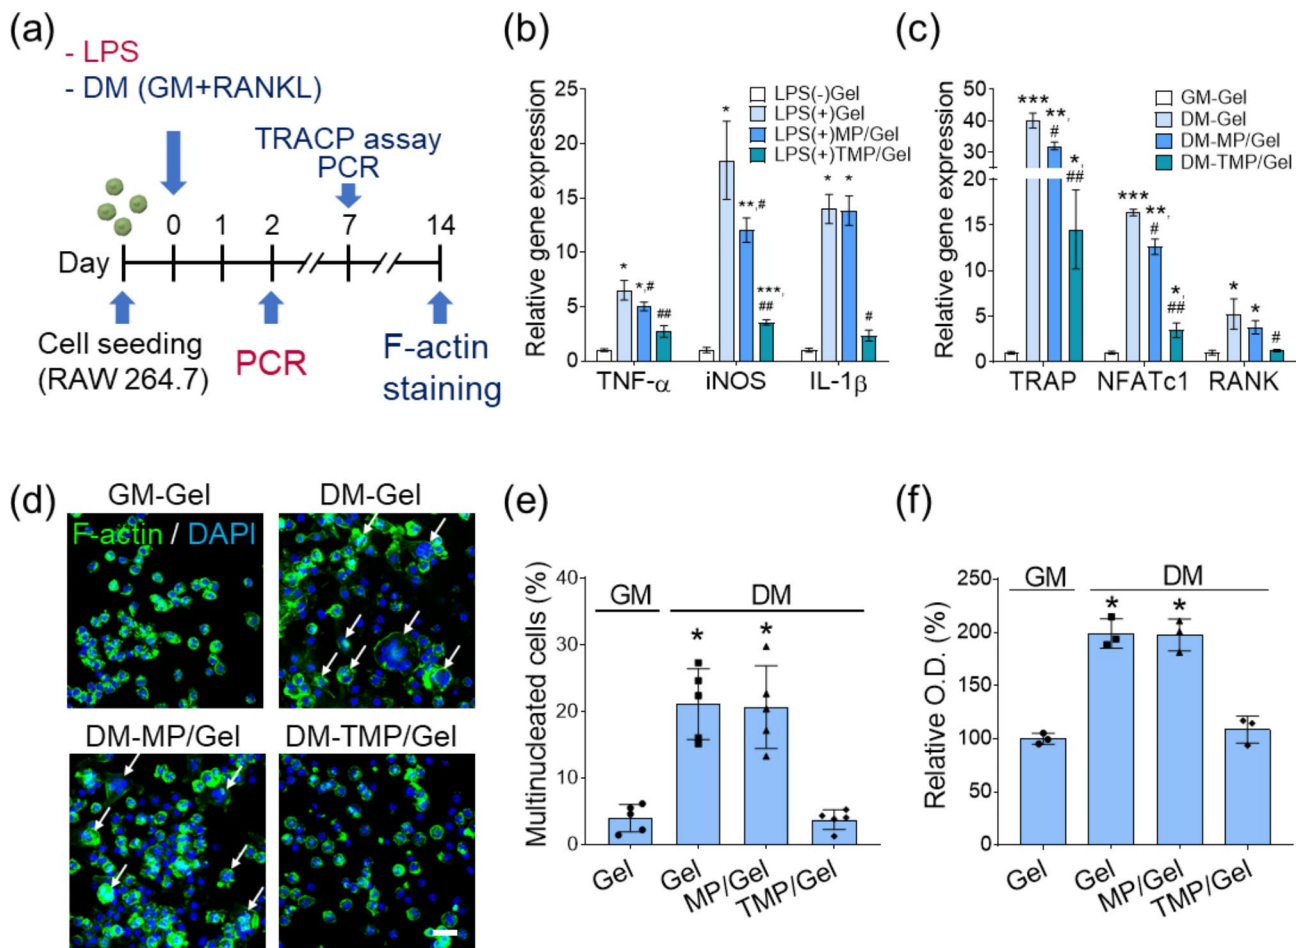 (a)
- LPS
- DM (GM+RANKL)
TRACP assay
PCR
0 1 2 7 14
Day
Cell seeding
(RAW 264.7)
PCR
F-actin
staining
(b)
Relative gene expression
25
20
15
10
5
0
LPS(-)Gel
LPS(+)Gel
LPS(+)MP/Gel
LPS(+)TMP/Gel
*
*,#
##
*
**,#
***,
##
* *
#
TNF-α iNOS IL-1β
(c)
Relative gene expression
50
40
30
20
15
10
5
0
GM-Gel
DM-Gel
DM-MP/Gel
DM-TMP/Gel
***
**,
#
*,
##
***
**,
#
*,
##
*
*
#
TRAP NFATc1 RANK
(d)
GM-Gel DM-Gel
F-actin / DAPI
DM-MP/Gel DM-TMP/Gel
(e)
Multinucleated cells (%)
40
30
20
10
0
GM DM
* *
Gel Gel MP/Gel TMP/Gel
(f)
Relative O.D. (%)
250
200
150
100
50
0
GM DM
* *
Gel Gel MP/Gel TMP/Gel